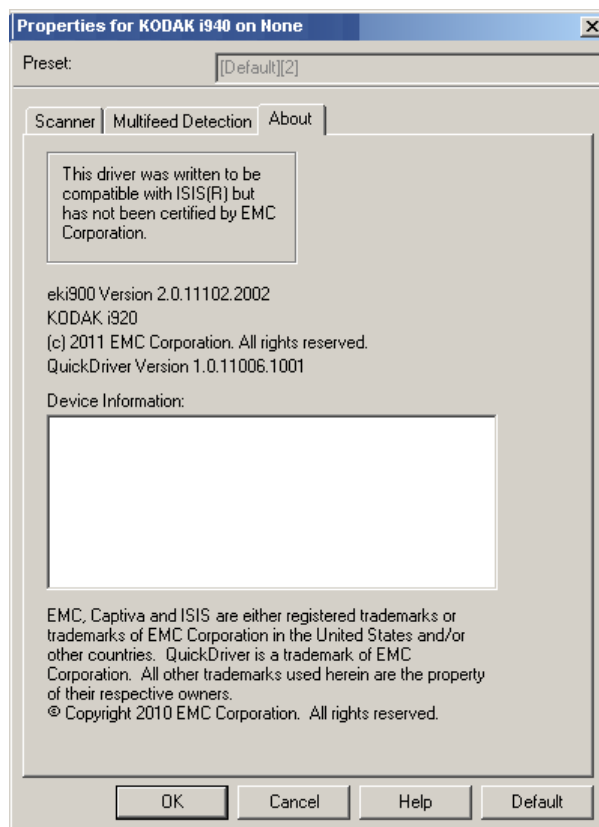 Properties for KODAK i940 on None
Preset:
[Default][2]
Scanner
Multifeed Detection
About
This driver was written to be
compatible with ISIS(R) but
has not been certified by EMC
Corporation.
eki900 Version 2.0.11102.2002
KODAK i920
(c) 2011 EMC Corporation. All rights reserved.
QuickDriver Version 1.0.11006.1001
Device Information:
EMC, Captiva and ISIS are either registered trademarks or
trademarks of EMC Corporation in the United States and/or
other countries.  QuickDriver is a trademark of EMC
Corporation.  All other trademarks used herein are the property
of their respective owners.
© Copyright 2010 EMC Corporation.  All rights reserved.
OK
Cancel
Help
Default